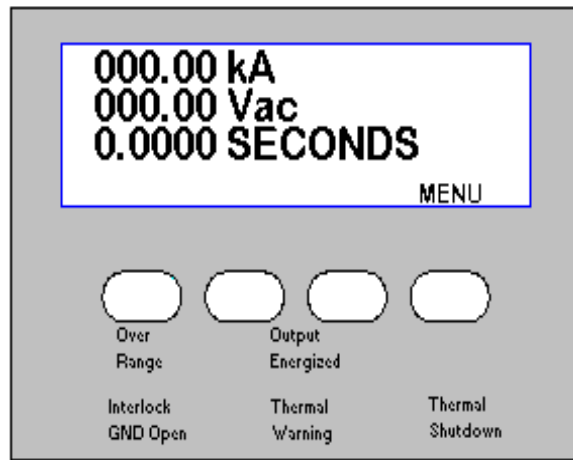 000.00 kA
000.00 Vac
0.0000 SECONDS
MENU
Over Range
Output Energized
Interlock GND Open
Thermal Warning
Thermal Shutdown